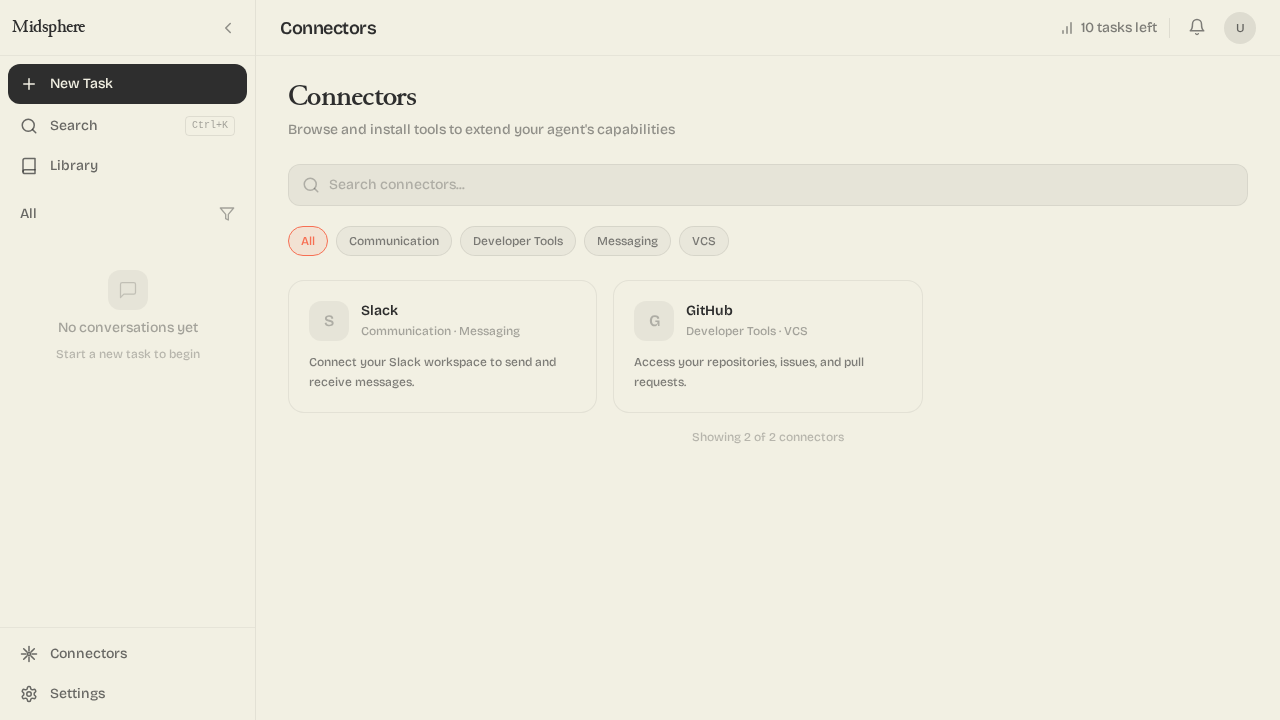 Midsphere
New Task
Search
Ctrl+K
Library
All
No conversations yet
Start a new task to begin
Connectors
Settings
Connectors
10 tasks left
U
Connectors
Browse and install tools to extend your agent's capabilities
Search connectors...
All
Communication
Developer Tools
Messaging
VCS
S
Slack
Communication · Messaging
Connect your Slack workspace to send and
receive messages.
G
GitHub
Developer Tools · VCS
Access your repositories, issues, and pull
requests.
Showing 2 of 2 connectors